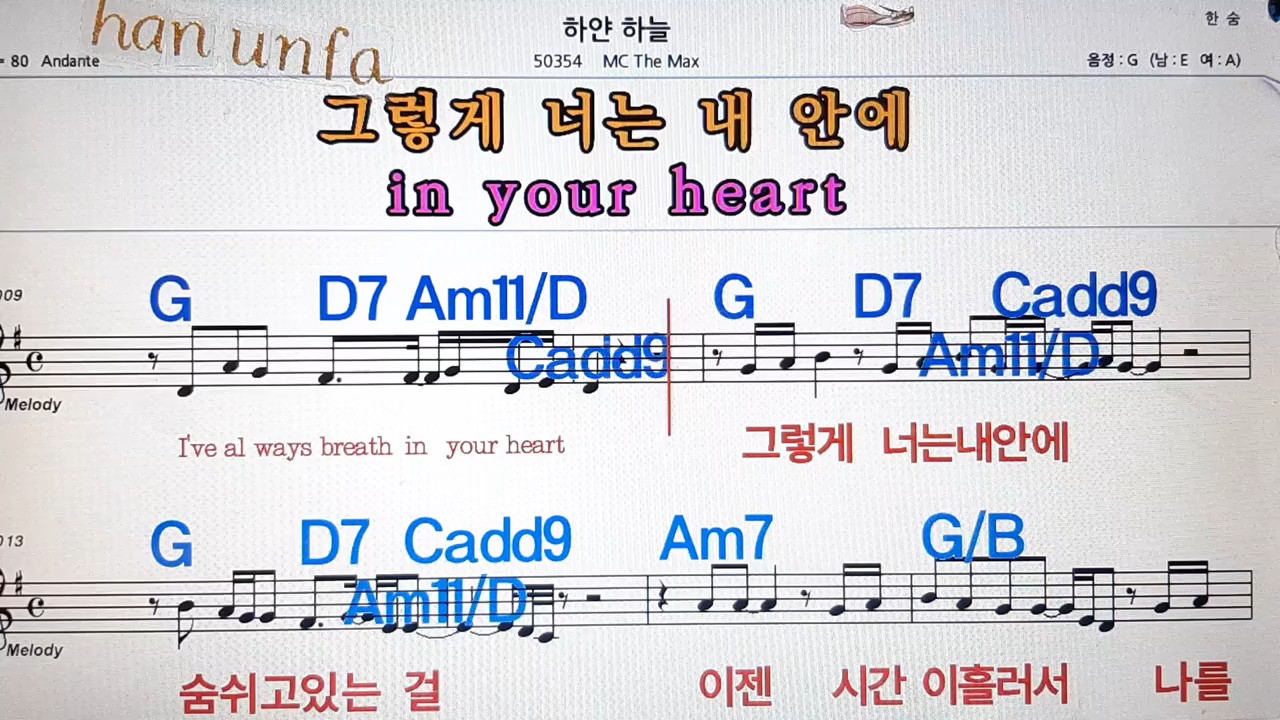 han unfa
하얀 하늘
한 숨
= 80 Andante
50354 MC The Max
음정 : G (남 : E 여 : A)
그렇게 너는 내 안에
in your heart
009
G D7 Am11/D G D7 Cadd9
Cadd9 Am11/D
Melody
I've al ways breath in your heart 그렇게 너는내안에
013
G D7 Cadd9 Am7 G/B
Am11/D
Melody
숨쉬고있는 걸 이젠 시간 이흘러서 나를